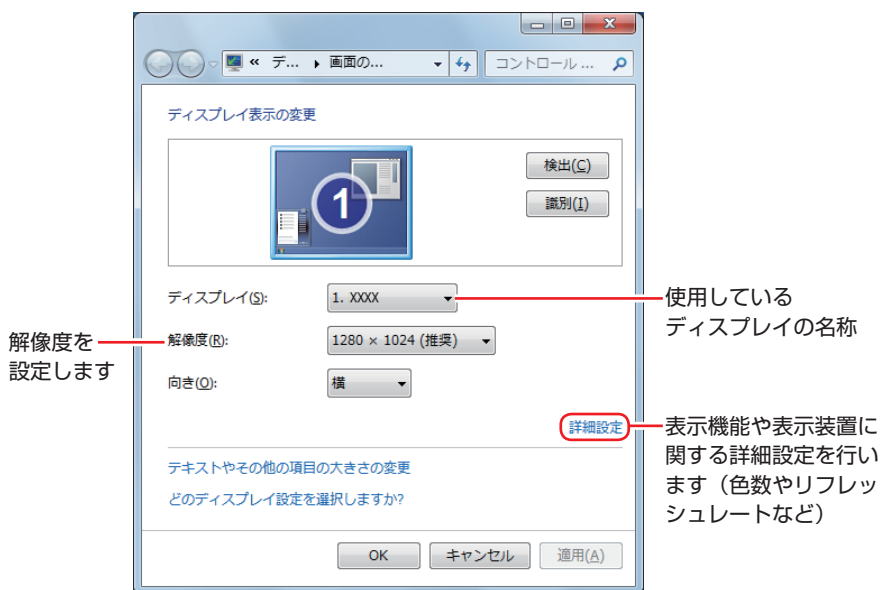 « デ... ▸ 画面の... コントロール ...
ディスプレイ表示の変更
1
検出(C)
識別(I)
ディスプレイ(S): 1. XXXX
使用している
ディスプレイの名称
解像度を
設定します
解像度(R): 1280 × 1024 (推奨)
向き(O): 横
詳細設定
表示機能や表示装置に
関する詳細設定を行い
ます（色数やリフレッ
シュレートなど）
テキストやその他の項目の大きさの変更
どのディスプレイ設定を選択しますか?
OK キャンセル 適用(A)